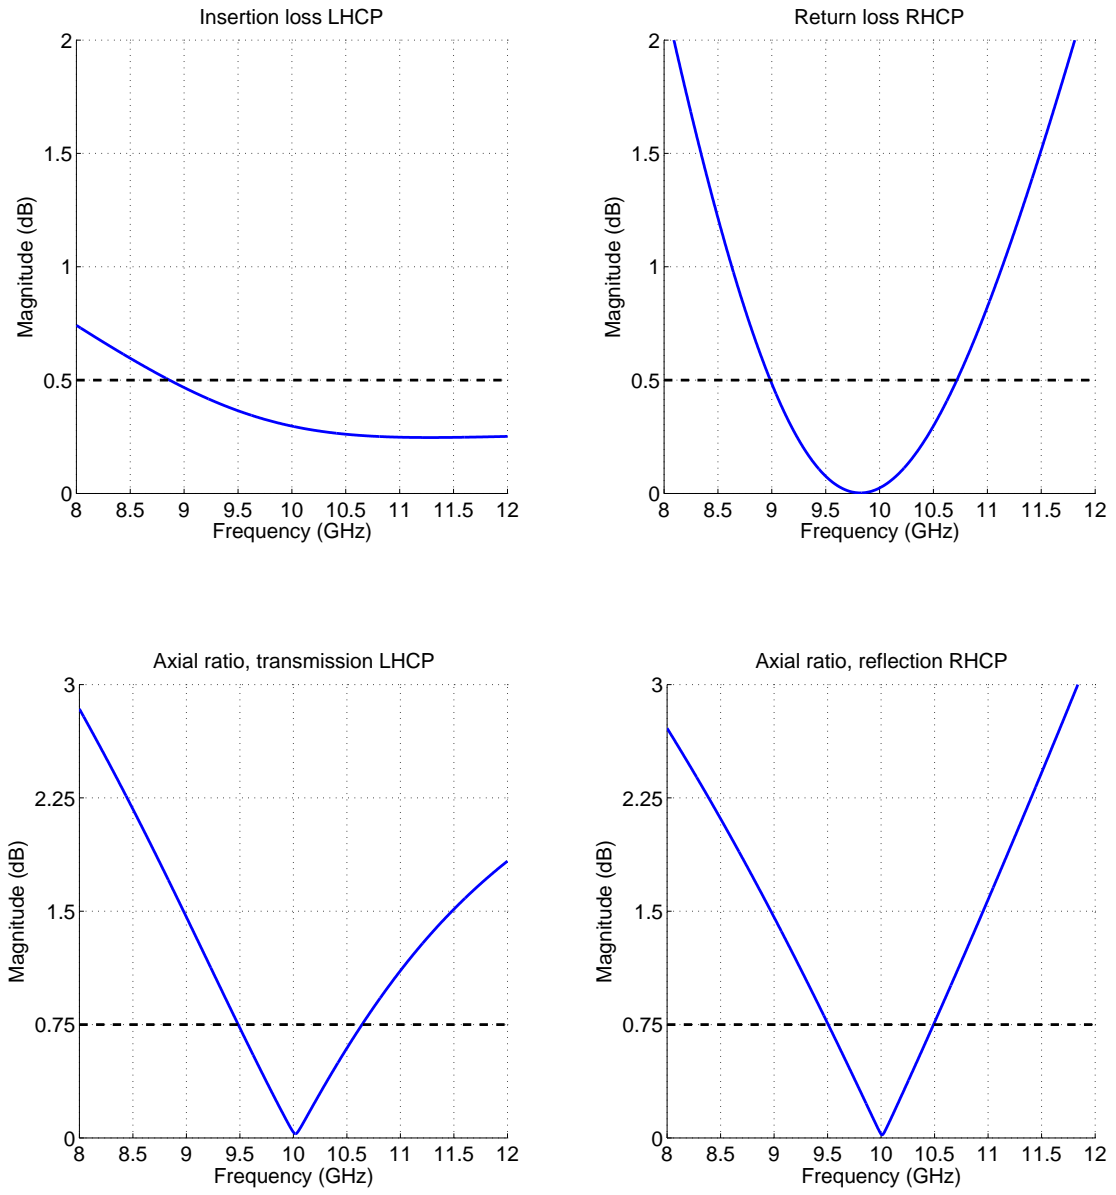 Insertion loss LHCP
Magnitude (dB)
2
1.5
1
0.5
0
8 8.5 9 9.5 10 10.5 11 11.5 12
Frequency (GHz)
Return loss RHCP
Magnitude (dB)
2
1.5
1
0.5
0
8 8.5 9 9.5 10 10.5 11 11.5 12
Frequency (GHz)
Axial ratio, transmission LHCP
Magnitude (dB)
3
2.25
1.5
0.75
0
8 8.5 9 9.5 10 10.5 11 11.5 12
Frequency (GHz)
Axial ratio, reflection RHCP
Magnitude (dB)
3
2.25
1.5
0.75
0
8 8.5 9 9.5 10 10.5 11 11.5 12
Frequency (GHz)